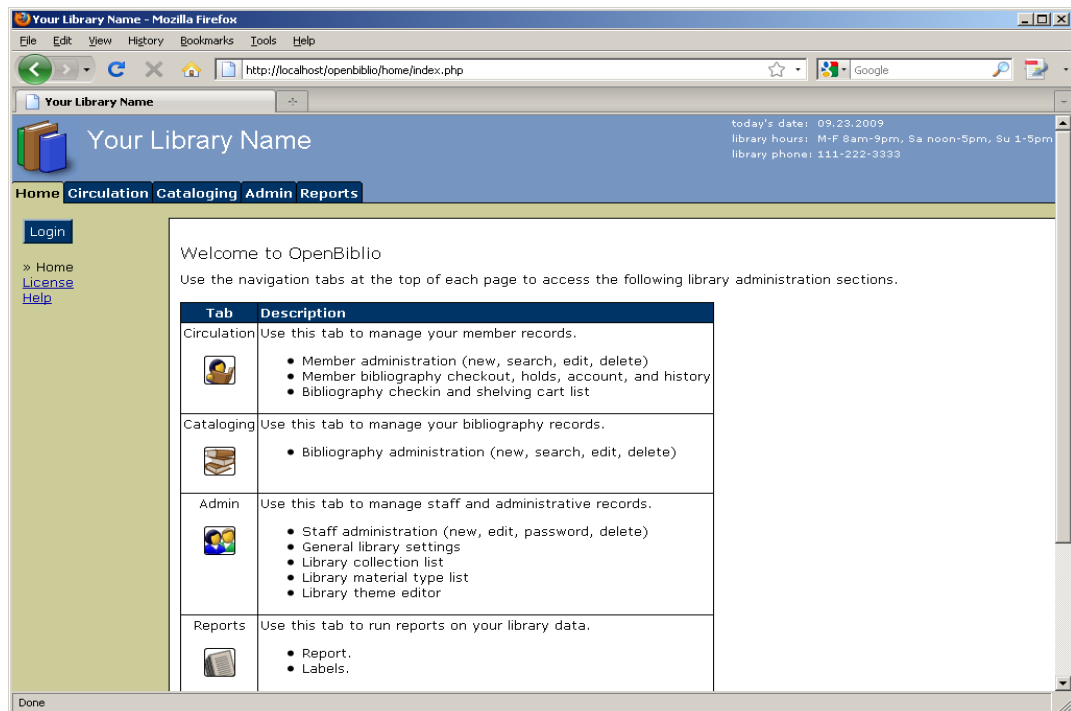 Your Library Name - Mozilla Firefox
File Edit View History Bookmarks Tools Help
http://localhost/openbiblio/home/index.php
Google
Your Library Name
today's date: 09.23.2009
library hours: M-F 8am-9pm, Sa noon-5pm, Su 1-5pm
library phone: 111-222-3333
Your Library Name
Home Circulation Cataloging Admin Reports
Login
» Home
License
Help
Welcome to OpenBiblio
Use the navigation tabs at the top of each page to access the following library administration sections.
Tab Description
Circulation Use this tab to manage your member records.
• Member administration (new, search, edit, delete)
• Member bibliography checkout, holds, account, and history
• Bibliography checkin and shelving cart list
Cataloging Use this tab to manage your bibliography records.
• Bibliography administration (new, search, edit, delete)
Admin Use this tab to manage staff and administrative records.
• Staff administration (new, edit, password, delete)
• General library settings
• Library collection list
• Library material type list
• Library theme editor
Reports Use this tab to run reports on your library data.
• Report.
• Labels.
Done